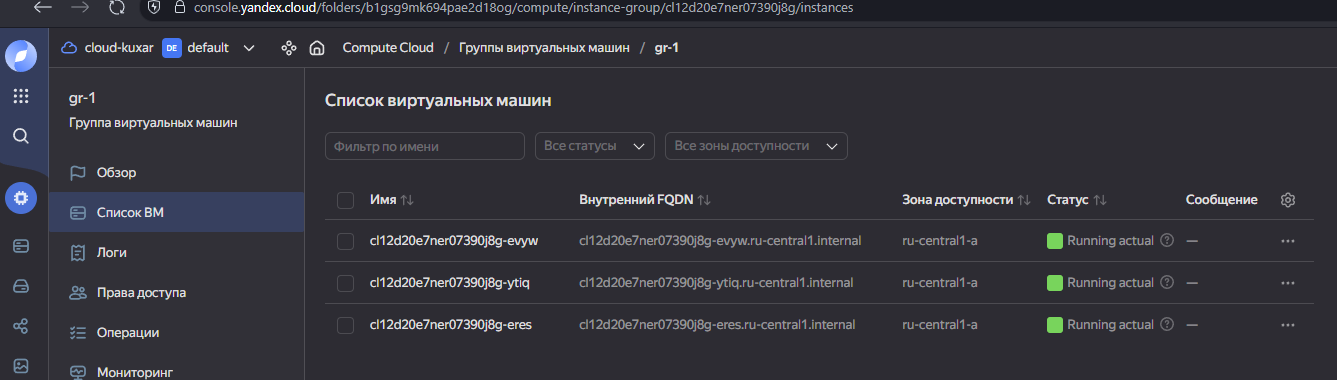 console.yandex.cloud/folders/b1gsg9mk694pae2d18og/compute/instance-group/cl12d20e7ner07390j8g/instances
cloud-kuxar DE default Compute Cloud / Группы виртуальных машин / gr-1
gr-1
Группа виртуальных машин
Обзор
Список ВМ
Логи
Права доступа
Операции
Мониторинг
Список виртуальных машин
Фильтр по имени Все статусы Все зоны доступности
Имя Внутренний FQDN Зона доступности Статус Сообщение
cl12d20e7ner07390j8g-evyw cl12d20e7ner07390j8g-evyw.ru-central1.internal ru-central1-a Running actual —
cl12d20e7ner07390j8g-ytiq cl12d20e7ner07390j8g-ytiq.ru-central1.internal ru-central1-a Running actual —
cl12d20e7ner07390j8g-eres cl12d20e7ner07390j8g-eres.ru-central1.internal ru-central1-a Running actual —